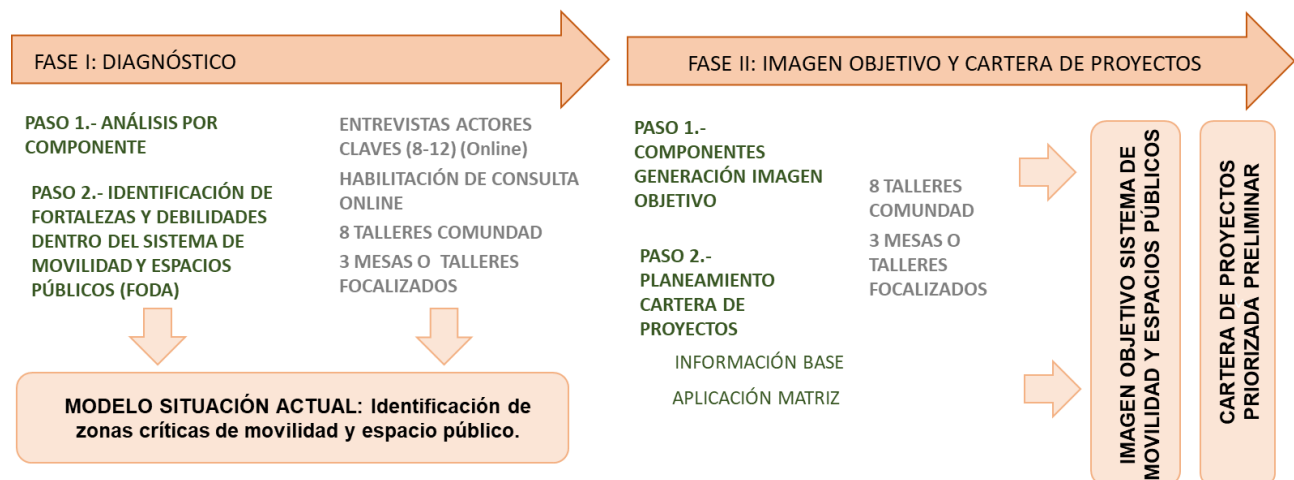 FASE I: DIAGNÓSTICO
PASO 1.- ANÁLISIS POR
COMPONENTE
PASO 2.- IDENTIFICACIÓN DE
FORTALEZAS Y DEBILIDADES
DENTRO DEL SISTEMA DE
MOVILIDAD Y ESPACIOS
PÚBLICOS (FODA)
ENTREVISTAS ACTORES
CLAVES (8-12) (Online)
HABILITACIÓN DE CONSULTA
ONLINE
8 TALLERES COMUNDAD
3 MESAS O TALLERES
FOCALIZADOS
MODELO SITUACIÓN ACTUAL: Identificación de
zonas críticas de movilidad y espacio público.
FASE II: IMAGEN OBJETIVO Y CARTERA DE PROYECTOS
PASO 1.-
COMPONENTES
GENERACIÓN IMAGEN
OBJETIVO
PASO 2.-
PLANEAMIENTO
CARTERA DE
PROYECTOS
INFORMACIÓN BASE
APLICACIÓN MATRIZ
8 TALLERES
COMUNDAD
3 MESAS O
TALLERES
FOCALIZADOS
IMAGEN OBJETIVO SISTEMA DE
MOVILIDAD Y ESPACIOS PÚBLICOS
CARTERA DE PROYECTOS
PRIORIZADA PRELIMINAR